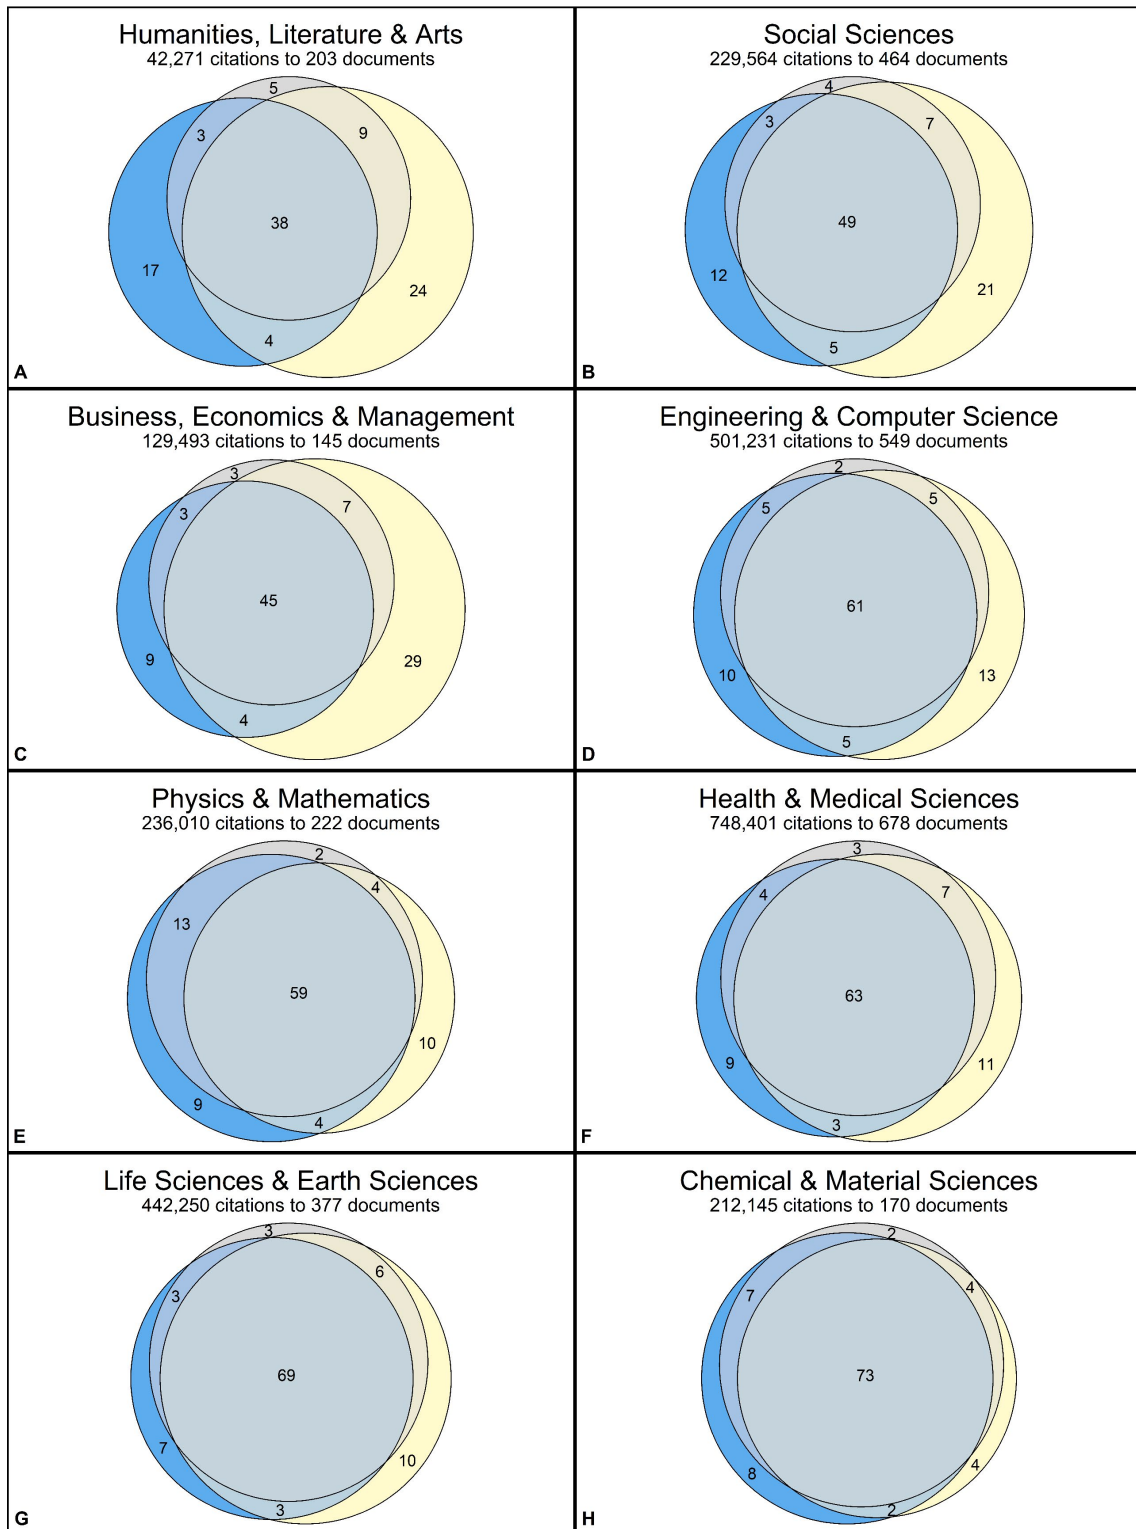 Humanities, Literature & Arts
42,271 citations to 203 documents
5
3
9
38
17
24
4
A
Social Sciences
229,564 citations to 464 documents
4
3
7
49
12
21
5
B
Business, Economics & Management
129,493 citations to 145 documents
3
3
7
45
9
29
4
C
Engineering & Computer Science
501,231 citations to 549 documents
2
5
5
61
10
13
5
D
Physics & Mathematics
236,010 citations to 222 documents
2
4
13
59
10
9
4
E
Health & Medical Sciences
748,401 citations to 678 documents
3
4
7
63
9
11
3
F
Life Sciences & Earth Sciences
442,250 citations to 377 documents
3
6
3
69
7
10
3
G
Chemical & Material Sciences
212,145 citations to 170 documents
2
4
7
73
4
8
2
H